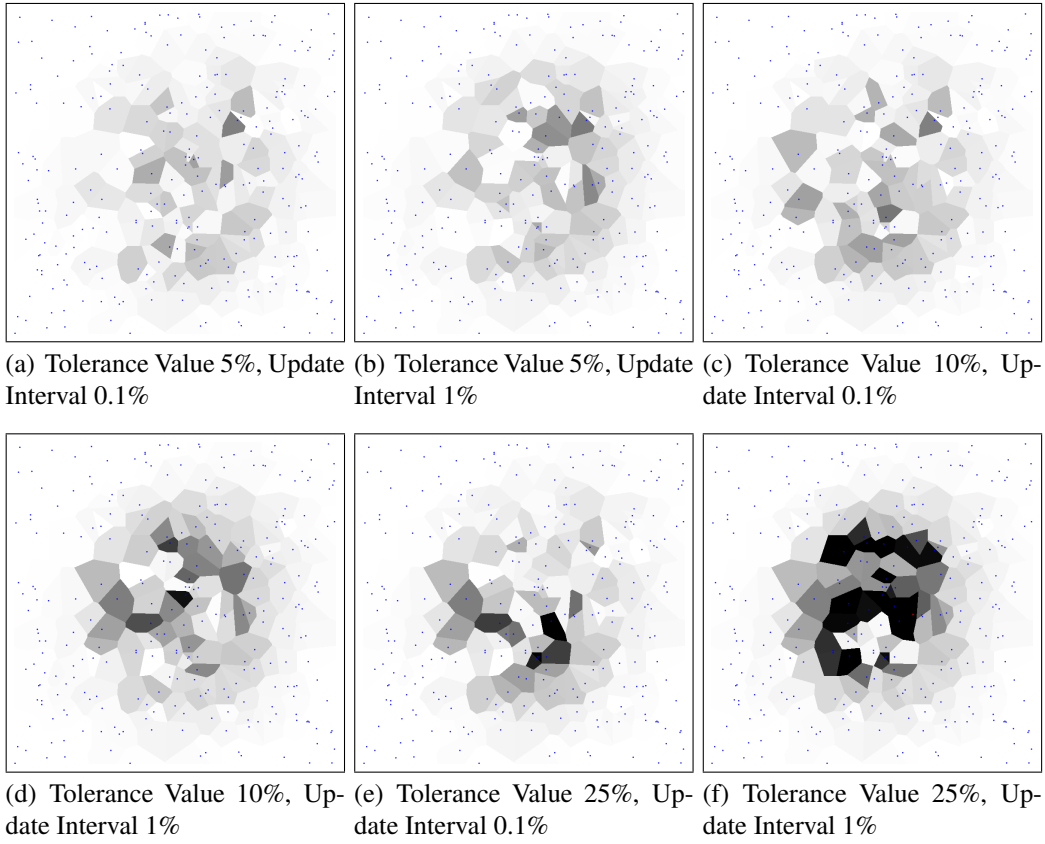 (a) Tolerance Value 5%, Update
Interval 0.1%
(b) Tolerance Value 5%, Update
Interval 1%
(c) Tolerance Value 10%, Up-
date Interval 0.1%
(d) Tolerance Value 10%, Up-
date Interval 1%
(e) Tolerance Value 25%, Up-
date Interval 0.1%
(f) Tolerance Value 25%, Up-
date Interval 1%